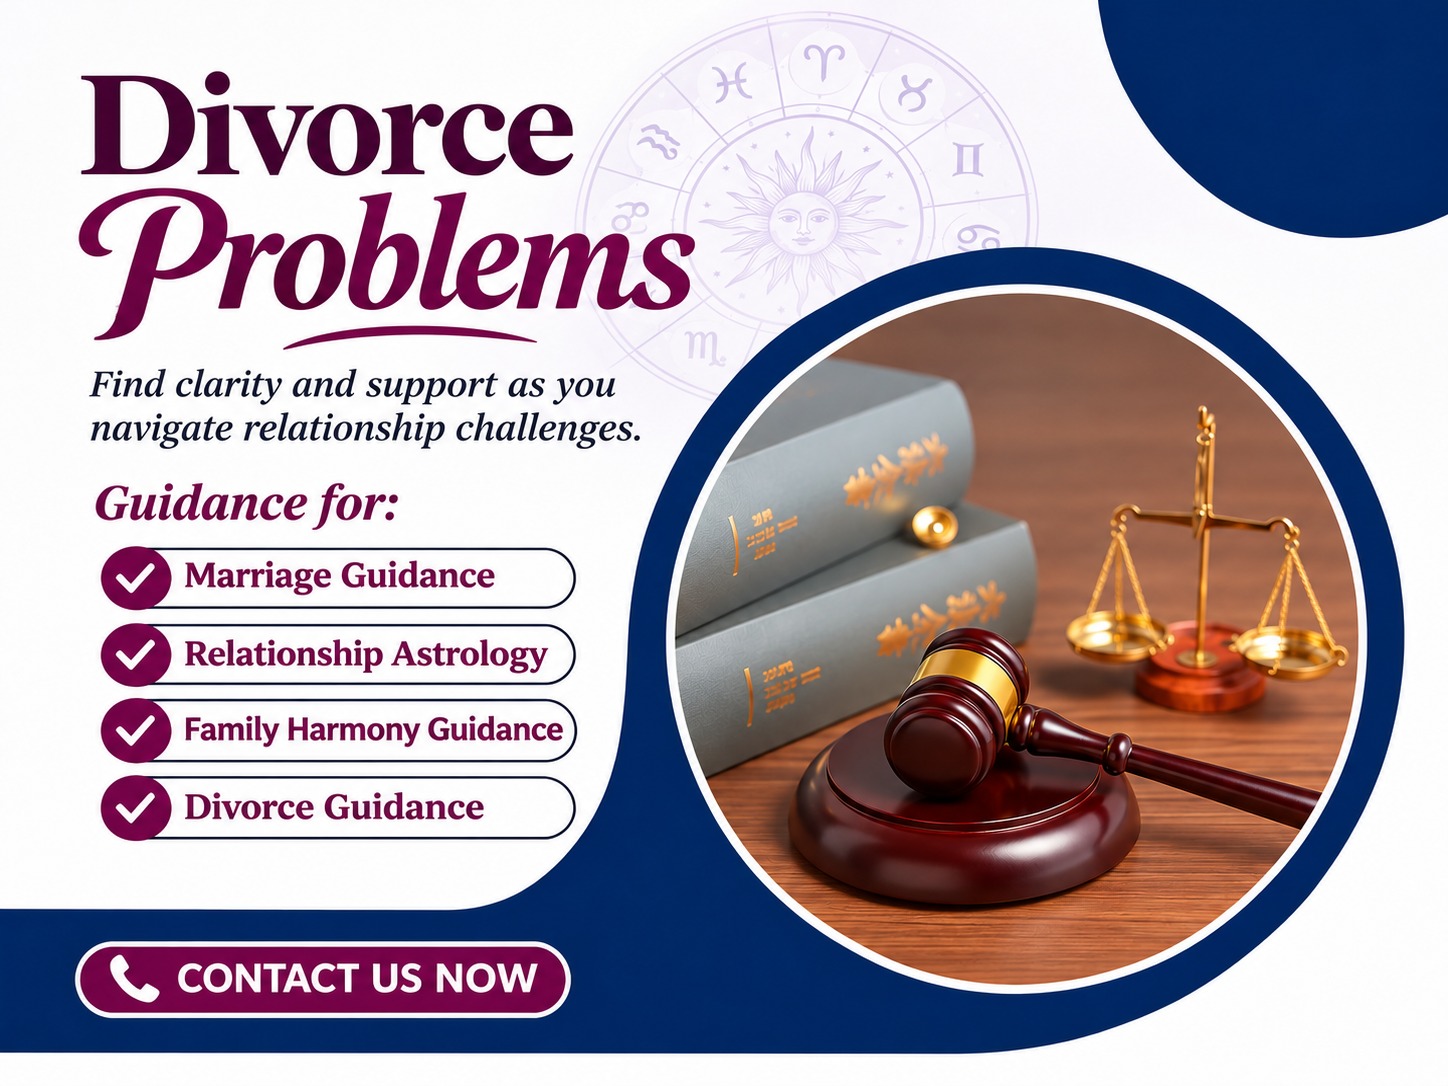 Divorce
Problems
Find clarity and support as you
navigate relationship challenges.
Guidance for:
Marriage Guidance
Relationship Astrology
Family Harmony Guidance
Divorce Guidance
CONTACT US NOW